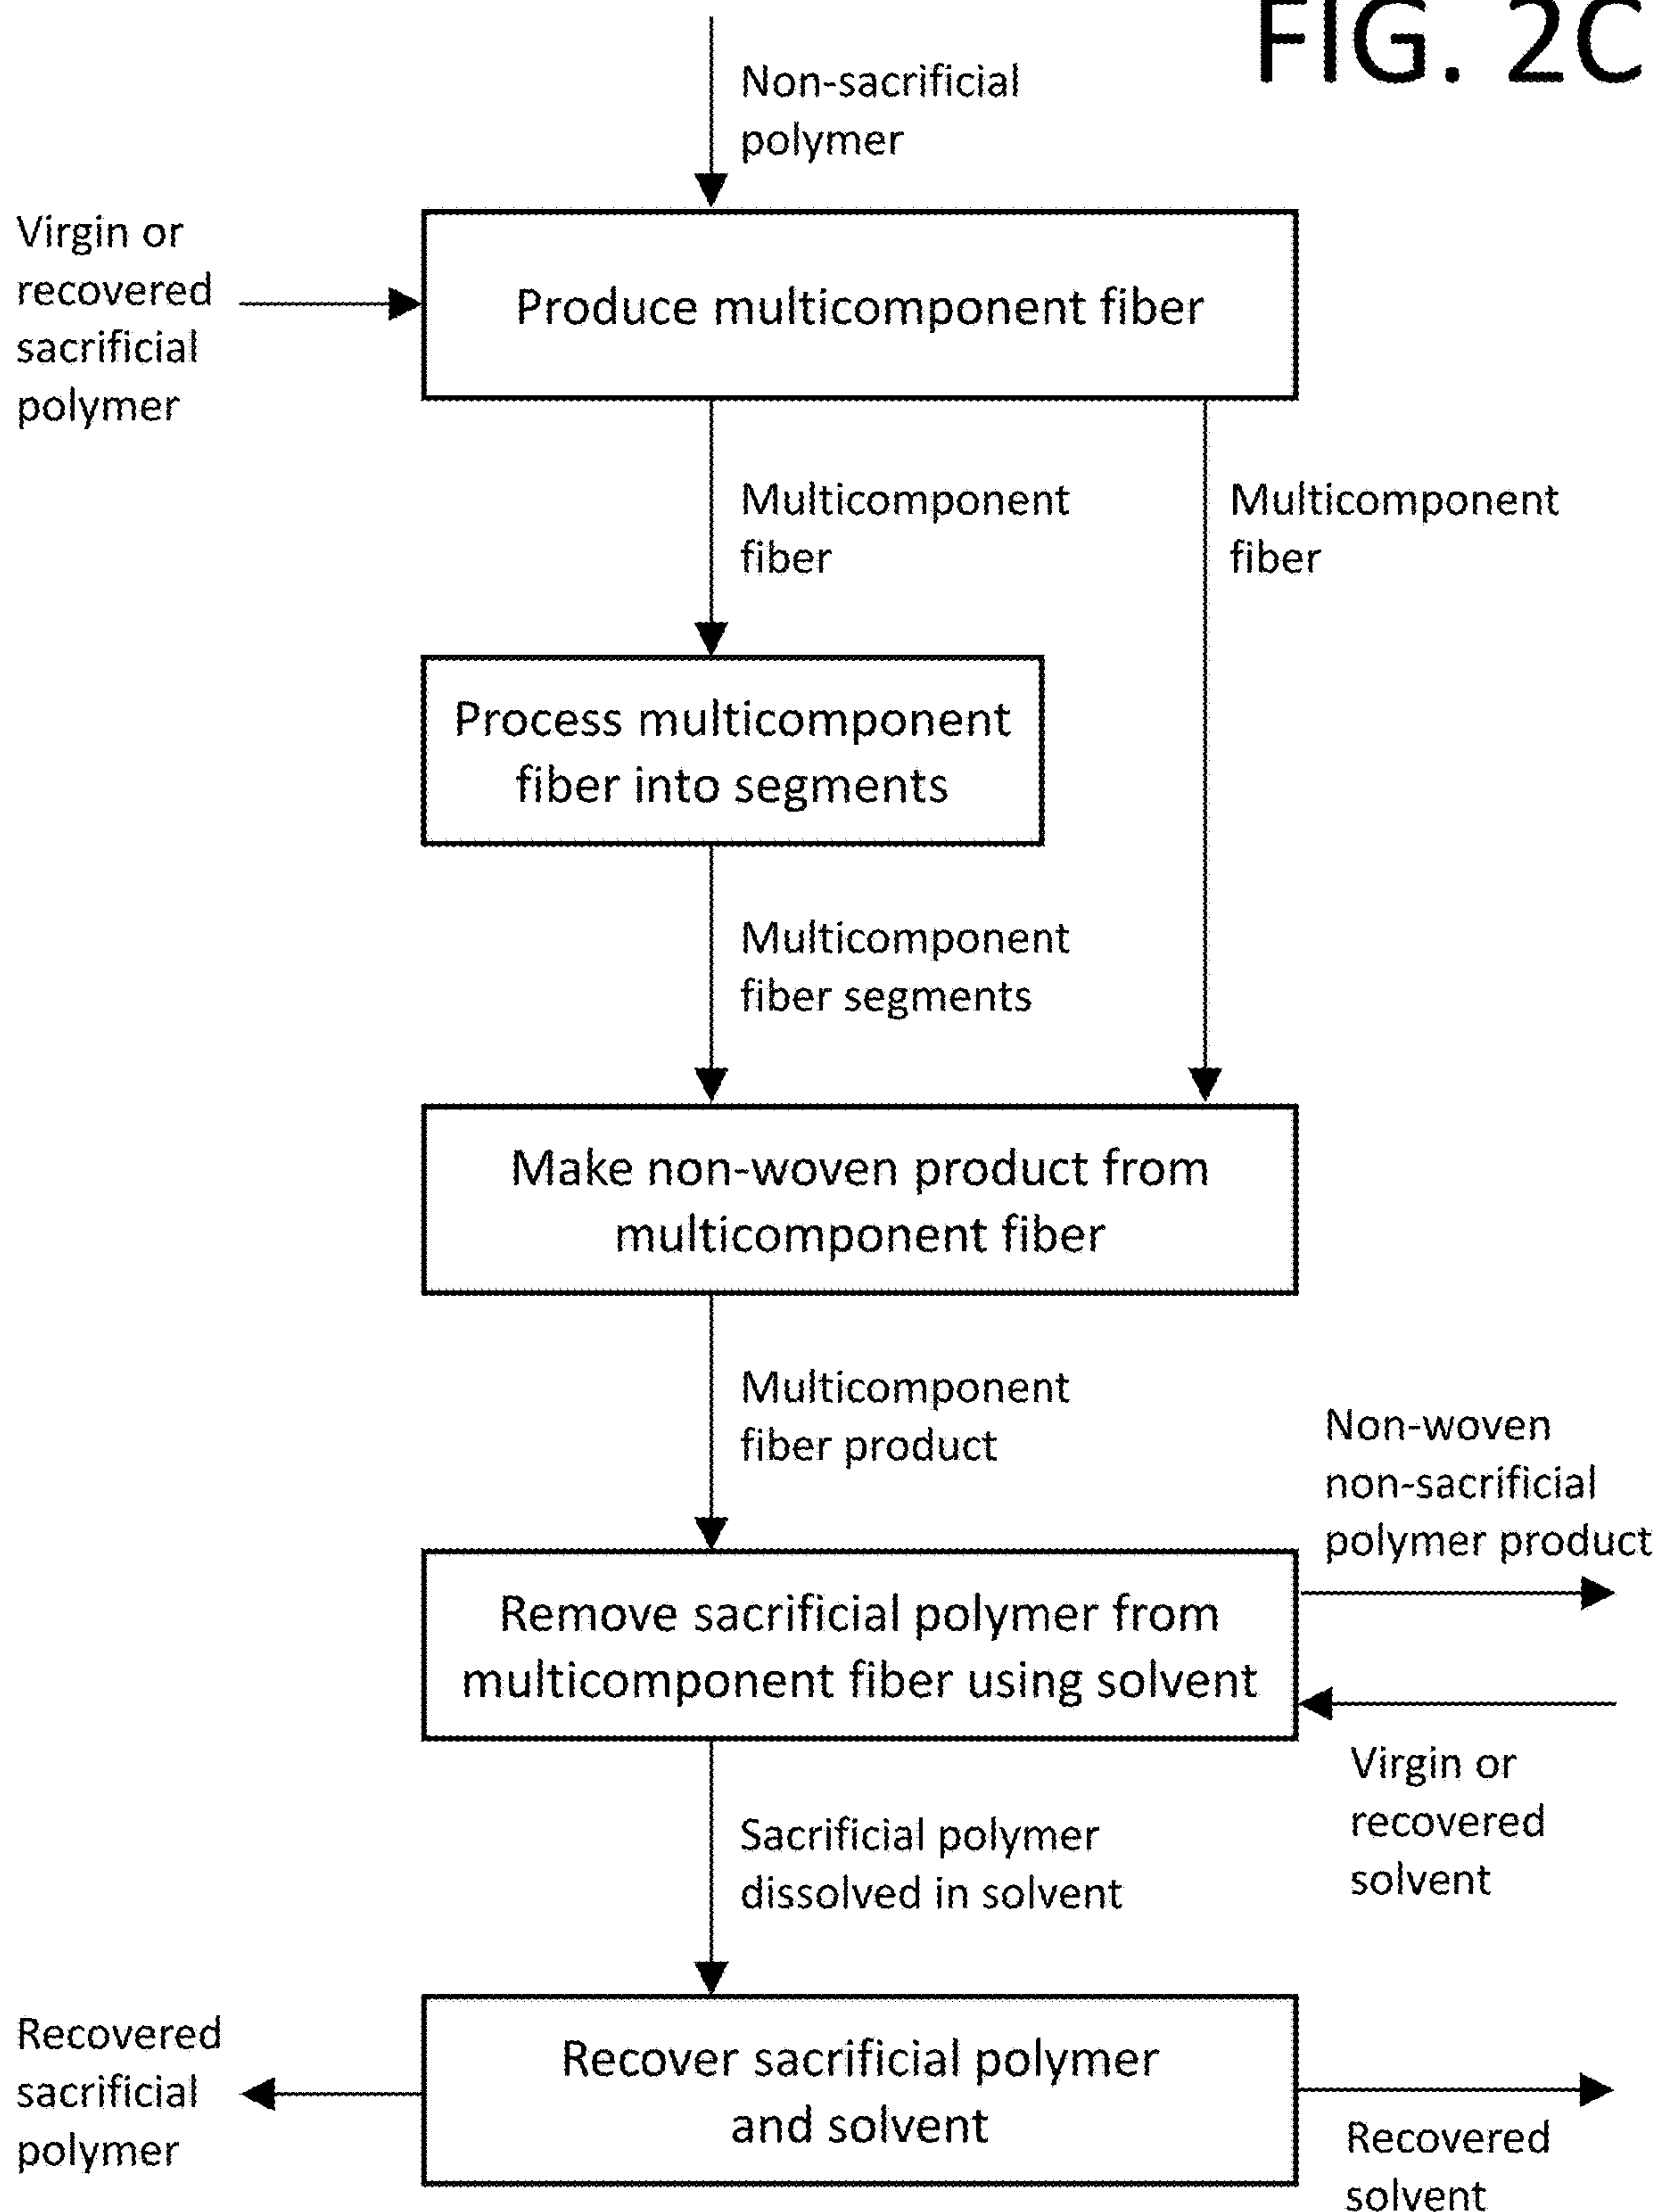 FIG. 2C
Non-sacrificial
polymer
Virgin or
recovered
sacrificial
polymer
Produce multicomponent fiber
Multicomponent
fiber
Multicomponent
fiber
Process multicomponent
fiber into segments
Multicomponent
fiber segments
Make non-woven product from
multicomponent fiber
Multicomponent
fiber product
Non-woven
non-sacrificial
polymer product
Remove sacrificial polymer from
multicomponent fiber using solvent
Virgin or
recovered
solvent
Sacrificial polymer
dissolved in solvent
Recovered
sacrificial
polymer
Recover sacrificial polymer
and solvent
Recovered
solvent